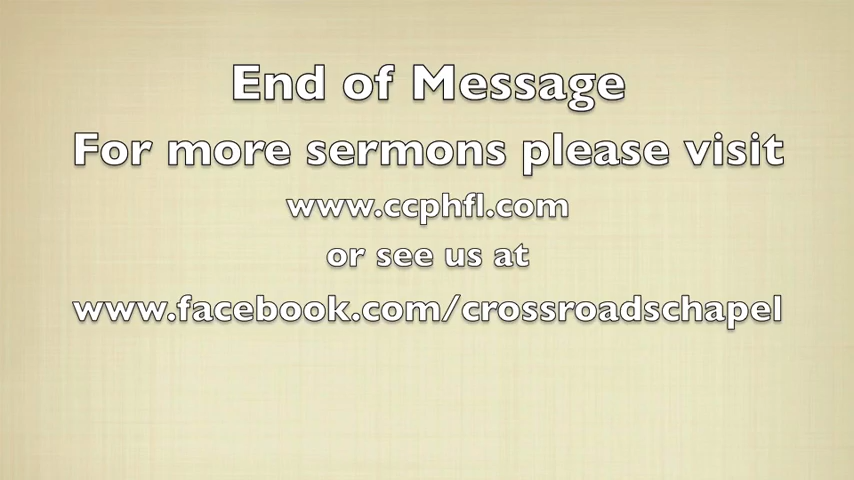 End of Message
For more sermons please visit
www.ccphfl.com
or see us at
www.facebook.com/crossroadschapel